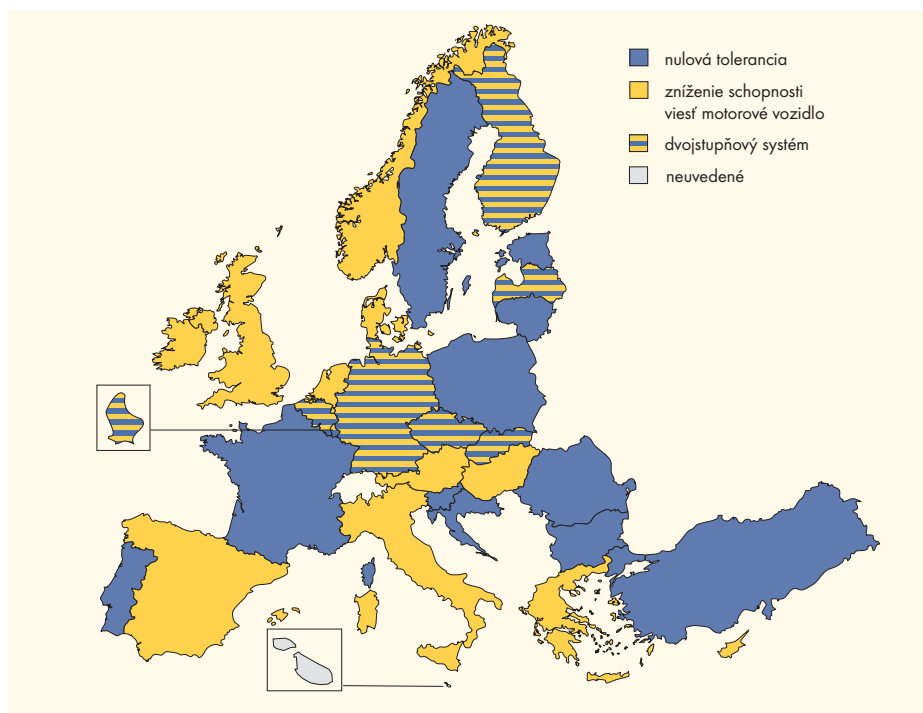 nulová tolerancia
zníženie schopnosti
viesť motorové vozidlo
dvojstupňový systém
neuvedené